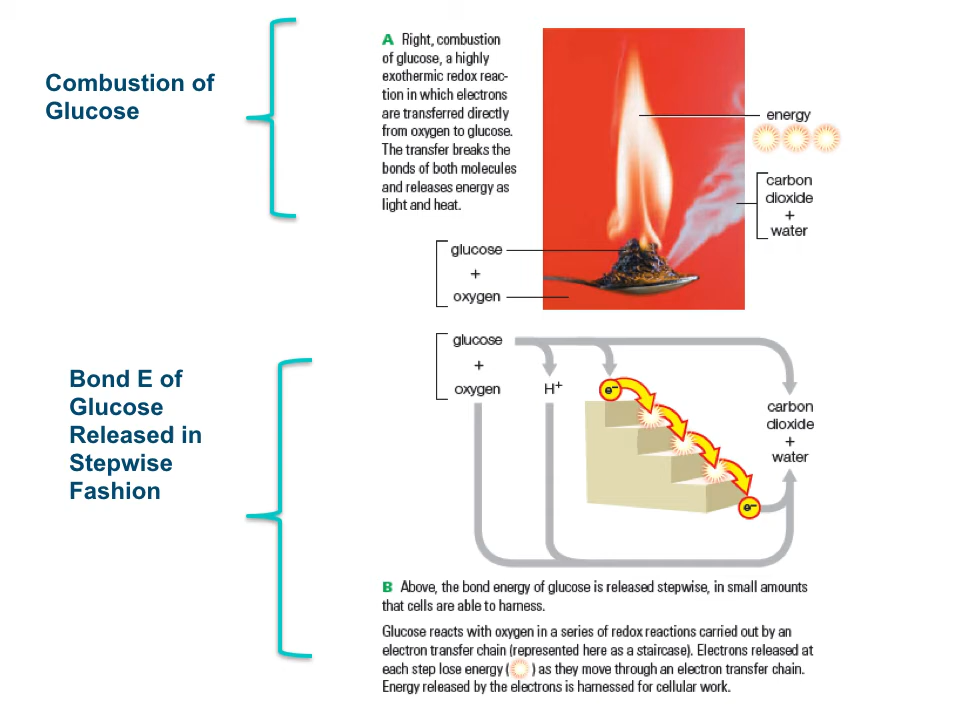 Combustion of
Glucose
A Right, combustion
of glucose, a highly
exothermic redox reac-
tion in which electrons
are transferred directly
from oxygen to glucose.
The transfer breaks the
bonds of both molecules
and releases energy as
light and heat.
energy
carbon
dioxide
+
water
glucose
+
oxygen
Bond E of
Glucose
Released in
Stepwise
Fashion
glucose
+
oxygen
H+
e–
carbon
dioxide
+
water
e–
B Above, the bond energy of glucose is released stepwise, in small amounts
that cells are able to harness.
Glucose reacts with oxygen in a series of redox reactions carried out by an
electron transfer chain (represented here as a staircase). Electrons released at
each step lose energy ( ) as they move through an electron transfer chain.
Energy released by the electrons is harnessed for cellular work.